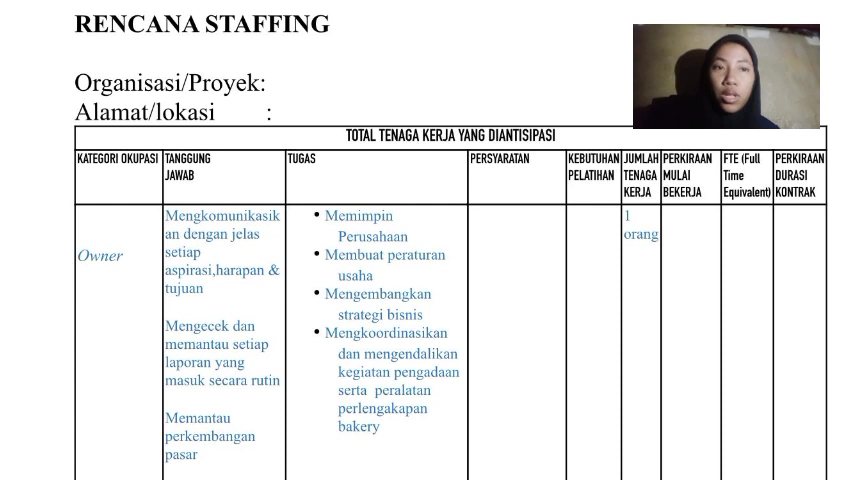 RENCANA STAFFING
Organisasi/Proyek:
Alamat/lokasi :
TOTAL TENAGA KERJA YANG DIANTISIPASI
KATEGORI OKUPASI
TANGGUNG
JAWAB
TUGAS
PERSYARATAN
KEBUTUHAN
PELATIHAN
JUMLAH
TENAGA
KERJA
PERKIRAAN
MULAI
BEKERJA
FTE (Full
Time
Equivalent)
PERKIRAAN
DURASI
KONTRAK
Owner
Mengkomunikasik
an dengan jelas
setiap
aspirasi,harapan &
tujuan
Mengecek dan
memantau setiap
laporan yang
masuk secara rutin
Memantau
perkembangan
pasar
• Memimpin
Perusahaan
• Membuat peraturan
usaha
• Mengembangkan
strategi bisnis
• Mengkoordinasikan
dan mengendalikan
kegiatan pengadaan
serta peralatan
perlengakapan
bakery
1
orang